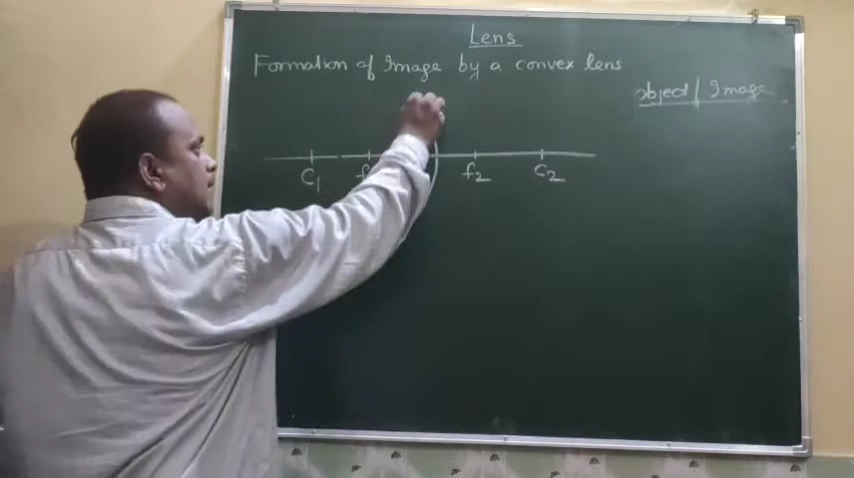 Lens
Formation of Image by a convex lens
object / Image
C1 f2 C2